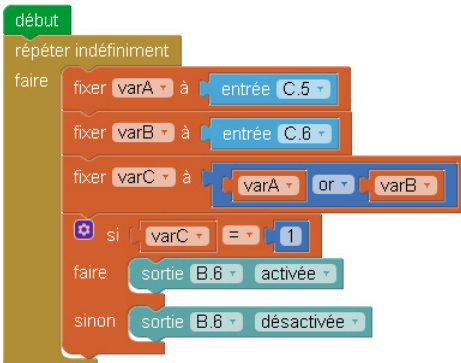 début
répéter indéfiniment
faire
fixer varA à entrée C.5
fixer varB à entrée C.6
fixer varC à varA or varB
si varC = 1
faire sortie B.6 activée
sinon sortie B.6 désactivée